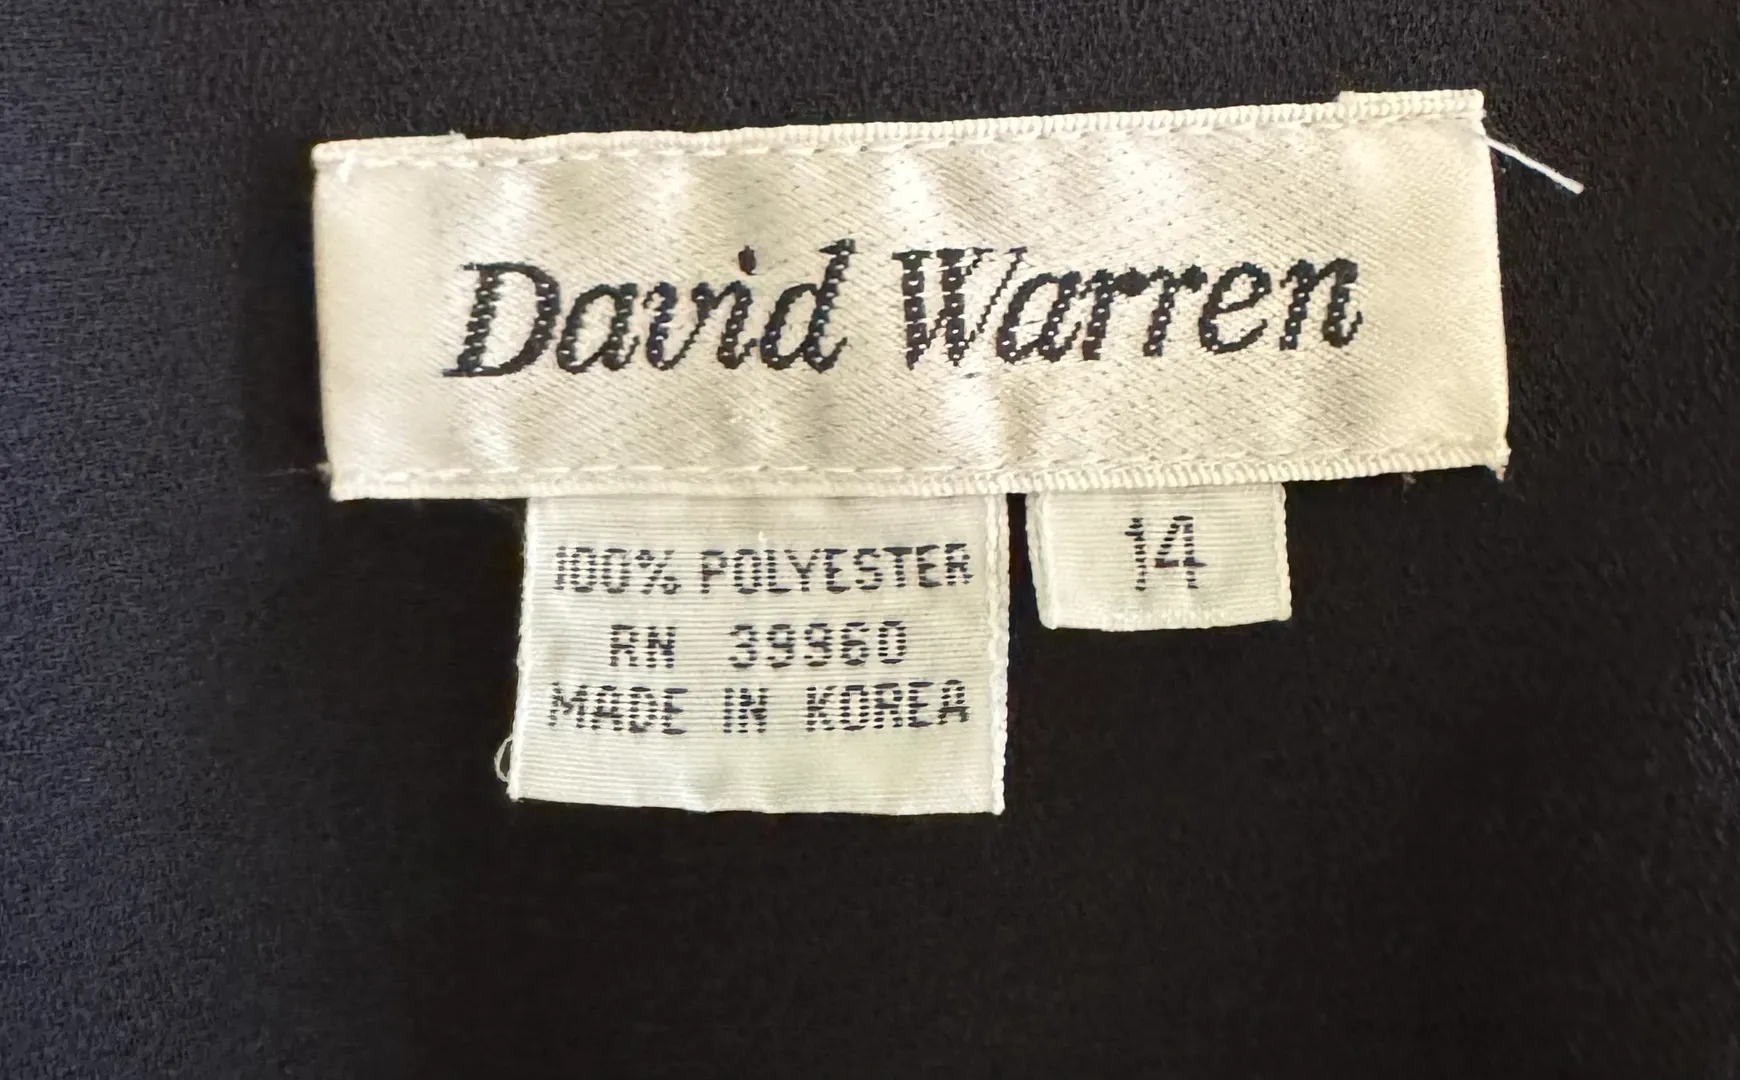 David Warren
100% POLYESTER
RN 39960
MADE IN KOREA
14